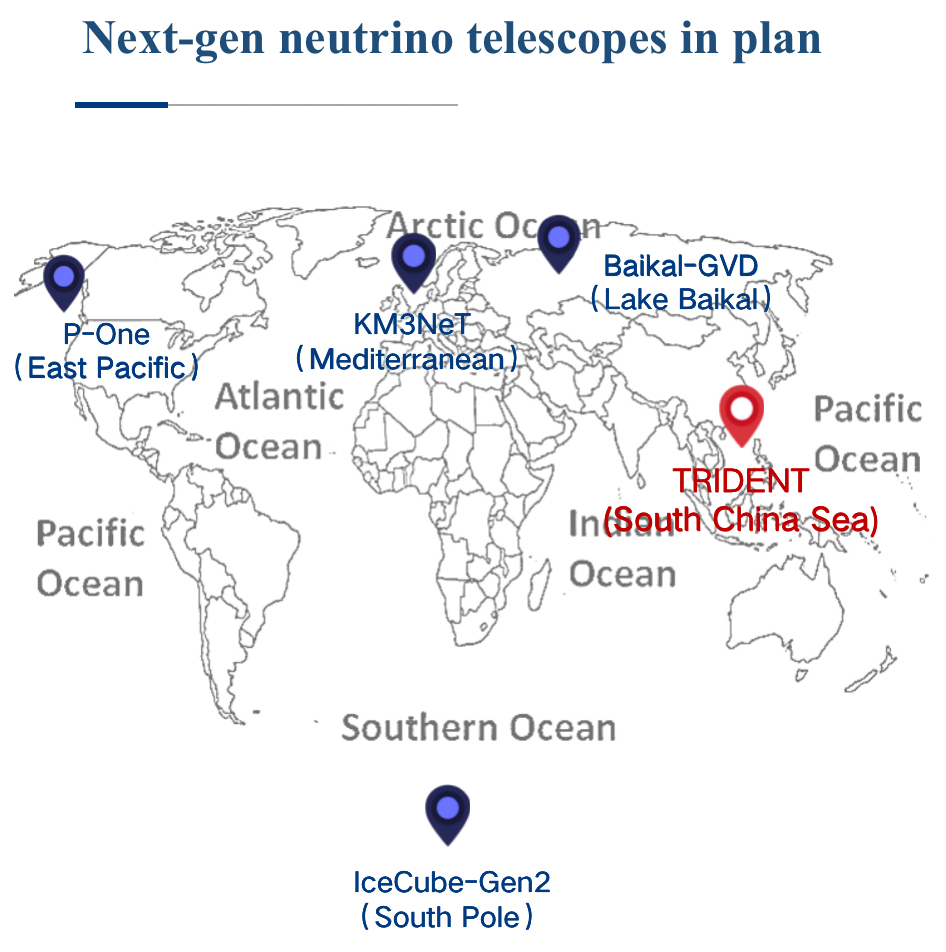 Next-gen neutrino telescopes in plan
Arctic Ocean
Baikal-GVD
(Lake Baikal)
P-One
(East Pacific)
KM3NeT
(Mediterranean)
Atlantic
Ocean
Pacific
Ocean
TRIDENT
(South China Sea)
Pacific
Ocean
Indian
Ocean
Southern Ocean
IceCube-Gen2
(South Pole)